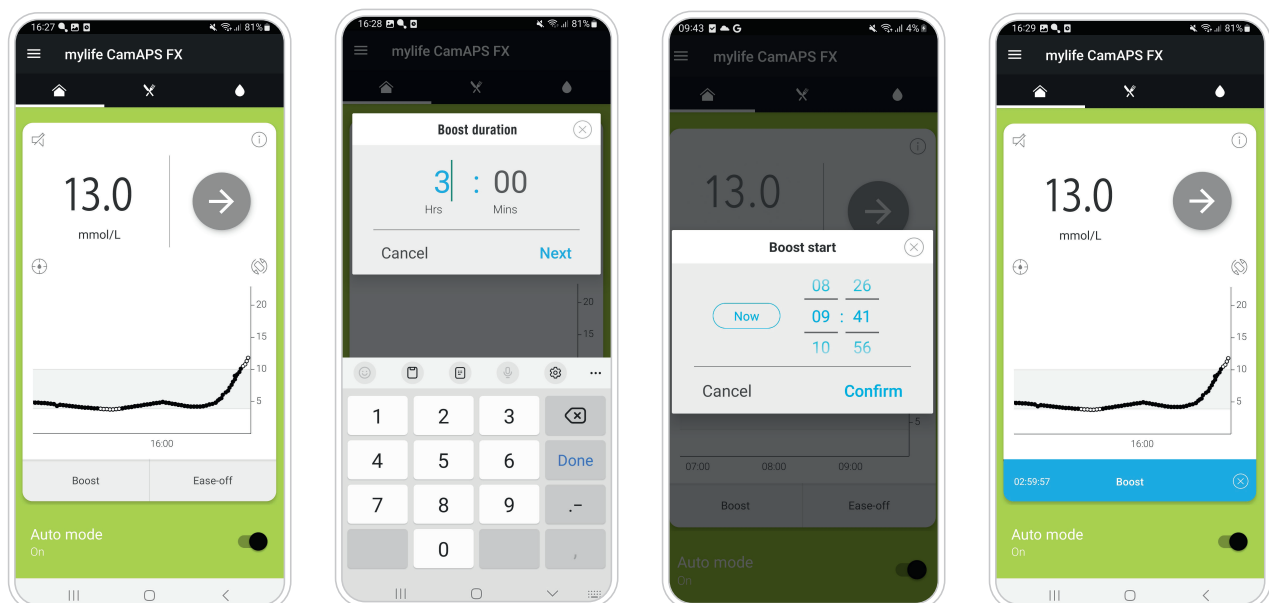 16:27 81%
mylife CamAPS FX
13.0
mmol/L
20
15
10
5
16:00
Boost Ease-off
Auto mode
On
16:28 81%
mylife CamAPS FX
Boost duration
3 : 00
Hrs Mins
Cancel Next
20
15
1 2 3
4 5 6 Done
7 8 9 .-
0 ,
09:43 G 4%
mylife CamAPS FX
13.0
Boost start
08 26
Now 09 : 41
10 56
Cancel Confirm
5
07:00 08:00 09:00
Boost Ease-off
Auto mode
On
16:29 81%
mylife CamAPS FX
13.0
mmol/L
20
15
10
5
16:00
02:59:57 Boost
Auto mode
On